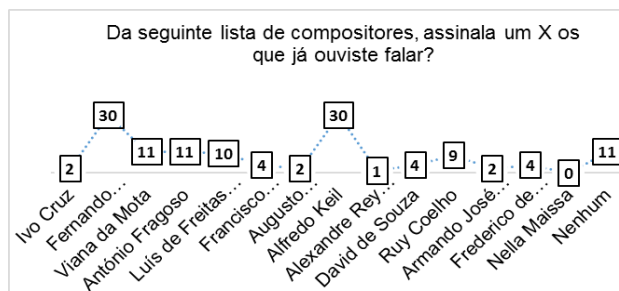 Da seguinte lista de compositores, assinala um X os
que já ouviste falar?
2
30
11
11
10
4
2
30
1
4
9
2
4
0
11
Ivo Cruz
Fernando...
Viana da Mota
António Fragoso
Luís de Freitas...
Francisco...
Augusto...
Alfredo Keil
Alexandre Rey...
David de Souza
Ruy Coelho
Armando José...
Frederico de...
Nella Maissa
Nenhum